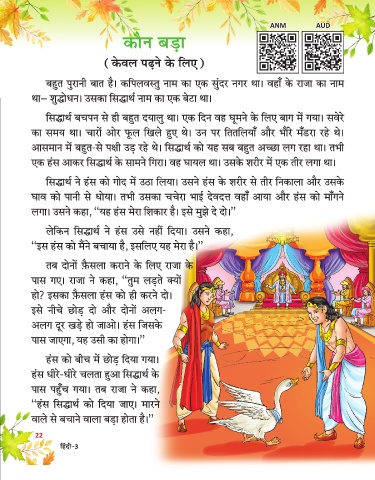 ANM AUD
कौन बड़ा
( केवल पढ़ने के लिए )
बहुत पुरानी बात है। कपिलवस्तु नाम का एक सुंदर नगर था। वहाँ के राजा का नाम
था– शुद्धोधन। उसका सिद्धार्थ नाम का एक बेटा था।
सिद्धार्थ बचपन से ही बहुत दयालु था। एक दिन वह घूमने के लिए बाग में गया। सवेरे
का समय था। चारों ओर फूल खिले हुए थे। उन पर तितलियाँ और भौंरे मँडरा रहे थे।
आसमान में बहुत-से पक्षी उड़ रहे थे। सिद्धार्थ को यह सब बहुत अच्छा लग रहा था। तभी
एक हंस आकर सिद्धार्थ के सामने गिरा। वह घायल था। उसके शरीर में एक तीर लगा था।
सिद्धार्थ ने हंस को गोद में उठा लिया। उसने हंस के शरीर से तीर निकाला और उसके
घाव को पानी से धोया। तभी उसका चचेरा भाई देवदत्त वहाँ आया और हंस को माँगने
लगा। उसने कहा, “यह हंस मेरा शिकार है। इसे मुझे दे दो।”
लेकिन सिद्धार्थ ने हंस उसे नहीं दिया। उसने कहा,
“इस हंस को मैंने बचाया है, इसलिए यह मेरा है।”
तब दोनों फ़ैसला कराने के लिए राजा के
पास गए। राजा ने कहा, “तुम लड़ते क्यों
हो? इसका फ़ैसला हंस को ही करने दो।
इसे नीचे छोड़ दो और दोनों अलग-
अलग दूर खड़े हो जाओ। हंस जिसके
पास जाएगा, यह उसी का होगा।”
हंस को बीच में छोड़ दिया गया।
हंस धीरे-धीरे चलता हुआ सिद्धार्थ के
पास पहुँच गया। तब राजा ने कहा,
“हंस सिद्धार्थ को दिया जाए। मारने
वाले से बचाने वाला बड़ा होता है।”
22
हिंदी-3